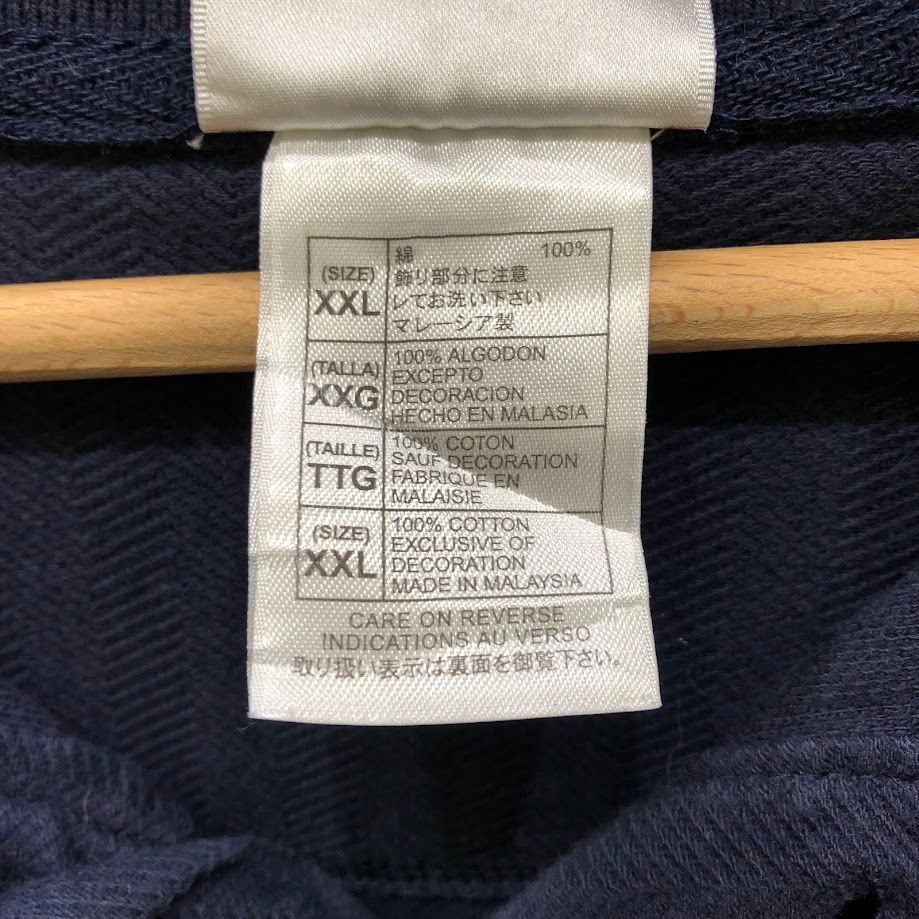 (SIZE)
XXL
綿 100%
飾リ部分に注意
レてお洗い下さい
マレーシア製
(TALLA)
XXG
100% ALGODON
EXCEPTO
DECORACION
HECHO EN MALASIA
(TAILLE)
TTG
100% COTON
SAUF DECORATION
FABRIQUE EN
MALAISIE
(SIZE)
XXL
100% COTTON
EXCLUSIVE OF
DECORATION
MADE IN MALAYSIA
CARE ON REVERSE
INDICATIONS AU VERSO
取り扱い表示は裏面を御覧下さい。